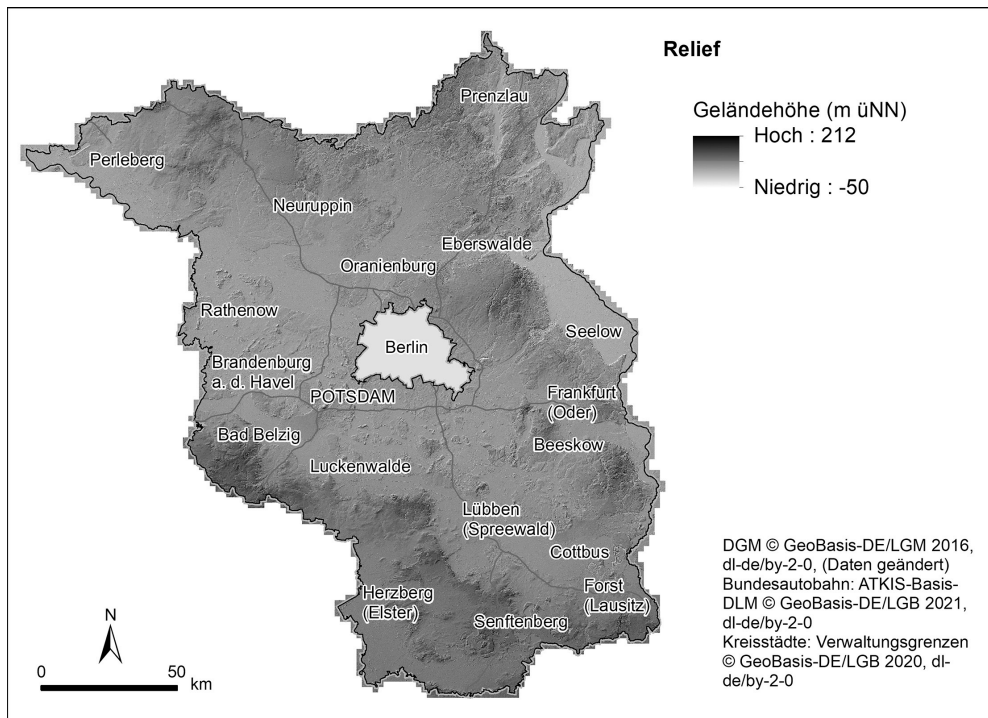 Relief
Geländehöhe (m üNN)
Hoch : 212
Niedrig : -50
Prenzlau
Perleberg
Neuruppin
Eberswalde
Oranienburg
Rathenow
Seelow
Berlin
Brandenburg
a. d. Havel
POTSDAM
Frankfurt
(Oder)
Bad Belzig
Beeskow
Luckenwalde
Lübben
(Spreewald)
Cottbus
Herzberg
(Elster)
Forst
(Lausitz)
Senftenberg
N
0
50
km
DGM © GeoBasis-DE/LGM 2016,
dl-de/by-2-0, (Daten geändert)
Bundesautobahn: ATKIS-Basis-
DLM © GeoBasis-DE/LGB 2021,
dl-de/by-2-0
Kreisstädte: Verwaltungsgrenzen
© GeoBasis-DE/LGB 2020, dl-
de/by-2-0